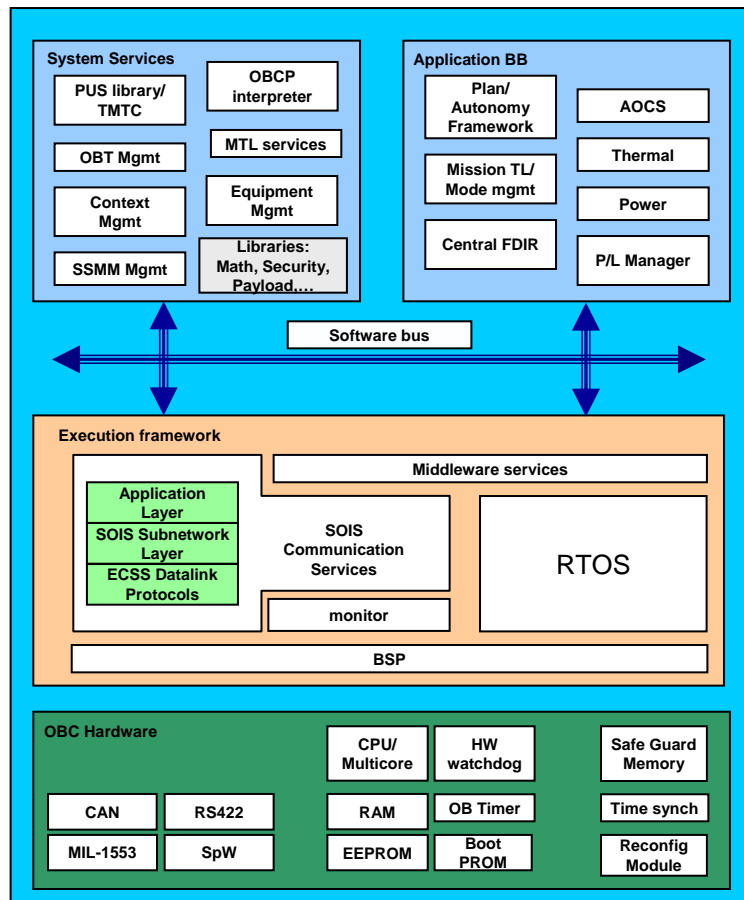 System Services
PUS library/
TMTC
OBCP
interpreter
OBT Mgmt
MTL services
Context
Mgmt
Equipment
Mgmt
SSMM Mgmt
Libraries:
Math, Security,
Payload,…
Application BB
Plan/
Autonomy
Framework
AOCS
Mission TL/
Mode mgmt
Thermal
Power
Central FDIR
P/L Manager
Software bus
Execution framework
Middleware services
Application
Layer
SOIS Subnetwork
Layer
ECSS Datalink
Protocols
SOIS
Communication
Services
RTOS
monitor
BSP
OBC Hardware
CPU/
Multicore
HW
watchdog
Safe Guard
Memory
CAN
RS422
RAM
OB Timer
Time synch
MIL-1553
SpW
EEPROM
Boot
PROM
Reconfig
Module